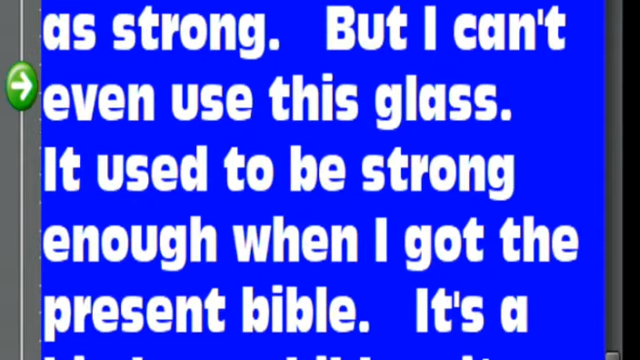 as strong.   But I can't
even use this glass.
It used to be strong
enough when I got the
present bible.   It's a